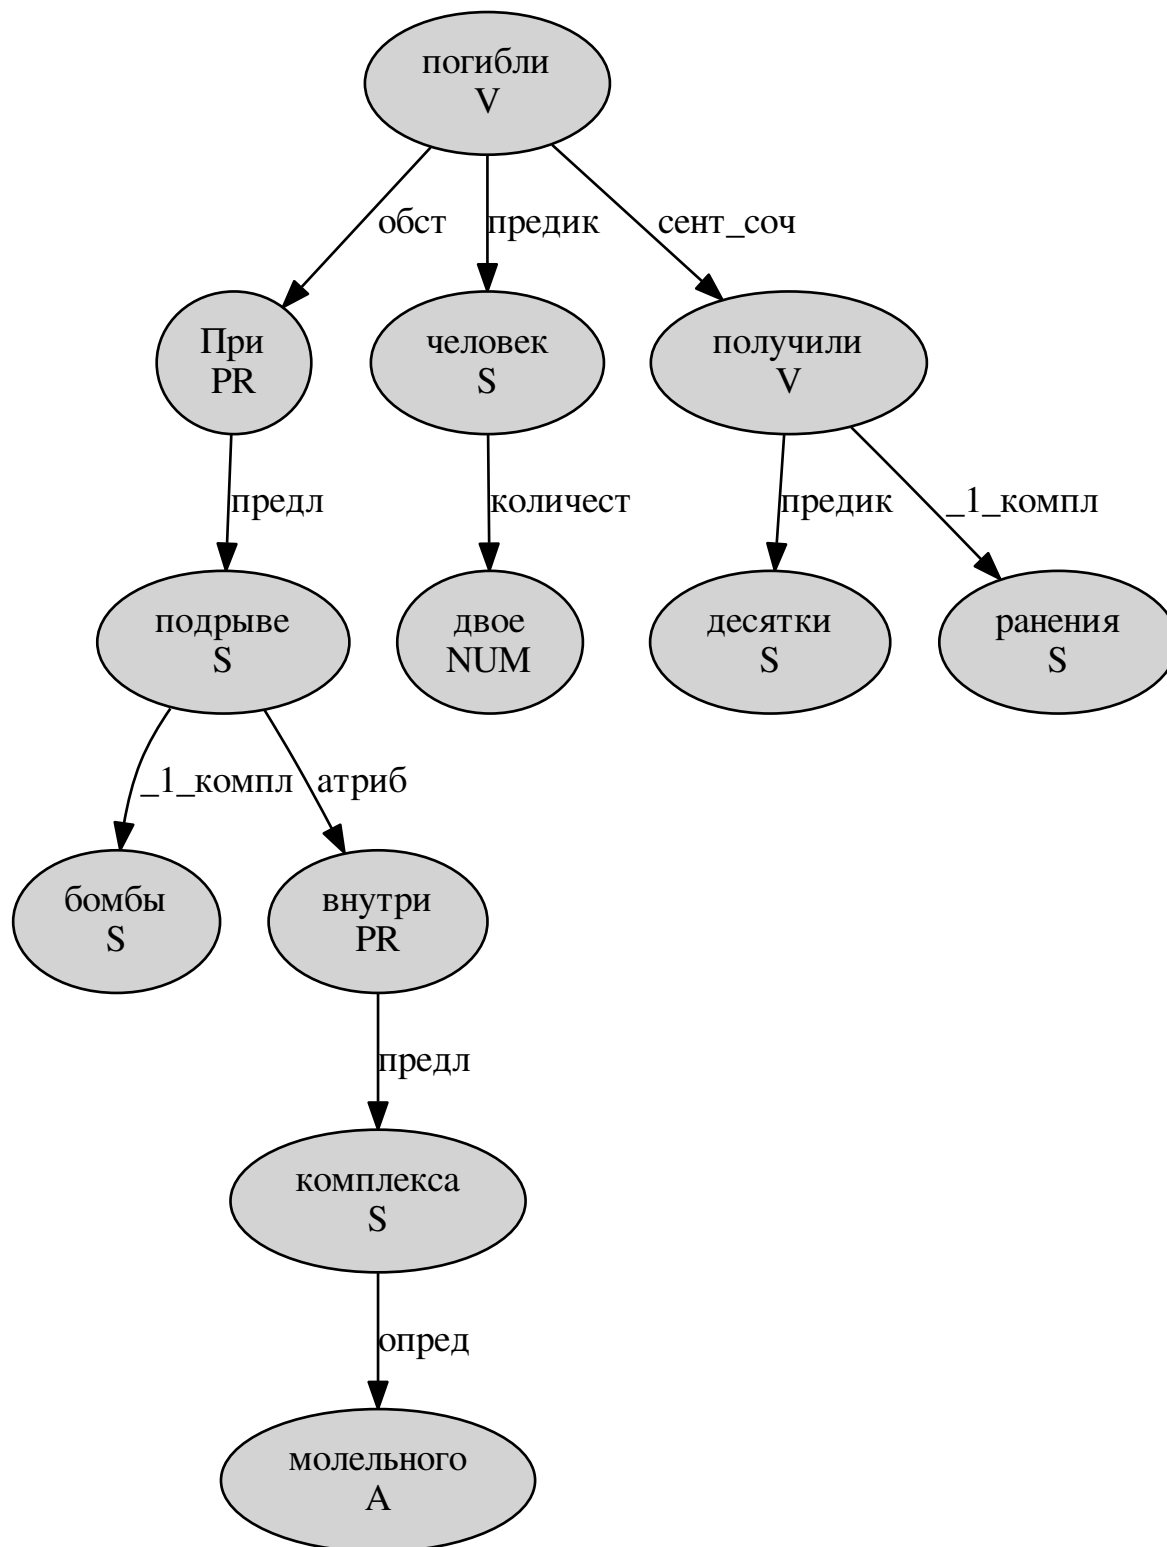 погибли
V
обст
предик
сент_соч
При
PR
человек
S
получили
V
предл
количест
предик
_1_компл
подрыве
S
двое
NUM
десятки
S
ранения
S
_1_компл
атриб
бомбы
S
внутри
PR
предл
комплекса
S
опред
молельного
A